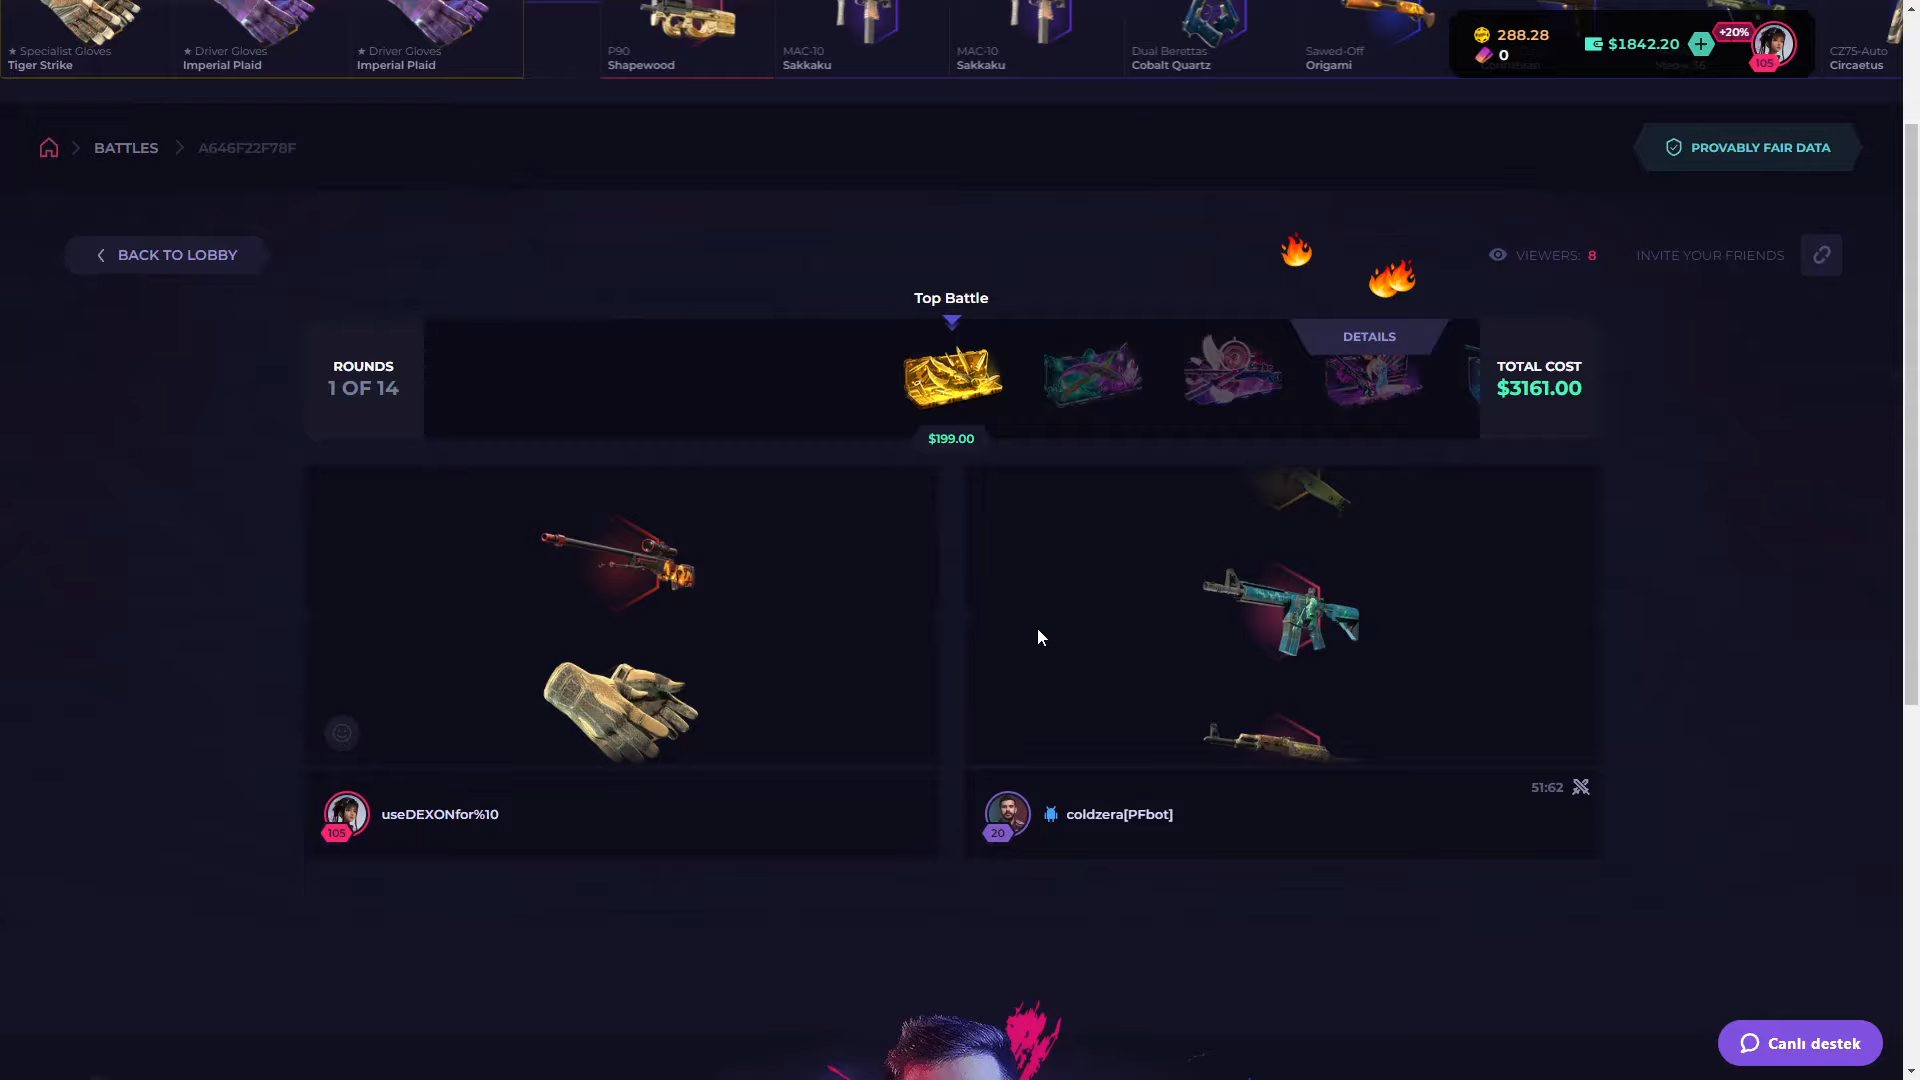 ★ Specialist Gloves
Tiger Strike
★ Driver Gloves
Imperial Plaid
★ Driver Gloves
Imperial Plaid
P90
Shapewood
MAC-10
Sakkaku
MAC-10
Sakkaku
Dual Berettas
Cobalt Quartz
Sawed-Off
Origami
288.28
0
$1842.20
+20%
105
CZ75-Auto
Circaetus
BATTLES
A646F22F78F
PROVABLY FAIR DATA
BACK TO LOBBY
VIEWERS: 8
INVITE YOUR FRIENDS
Top Battle
DETAILS
ROUNDS
1 OF 14
TOTAL COST
$3161.00
$199.00
51:62
useDEXONfor%10
105
coldzera[PFbot]
20
Canlı destek